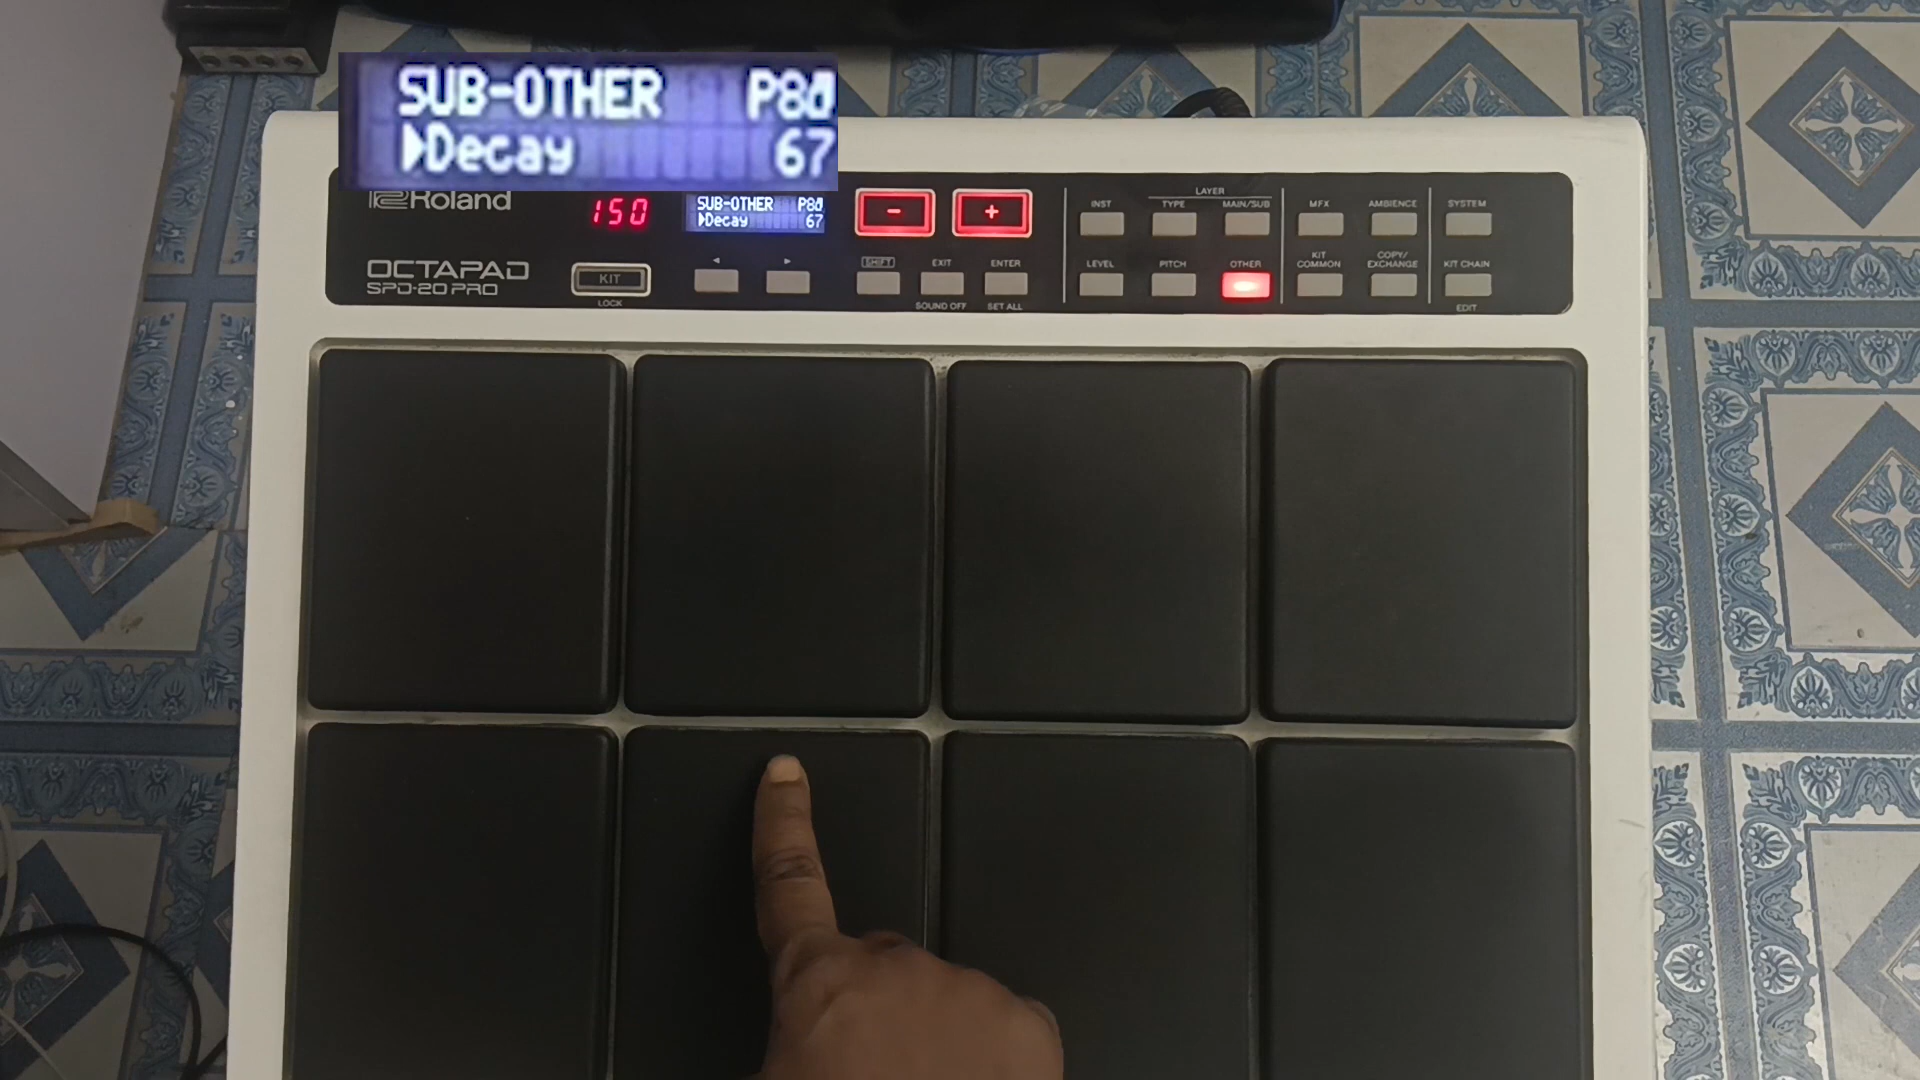 SUB-OTHER P8
▶Decay 67
Roland
150
SUB-OTHER P8
▶Decay 67
- +
LAYER
INST TYPE MAIN/SUB MFX AMBIENCE SYSTEM
OCTAPAD
SPD-20 PRO
KIT
LOCK
◀ ▶
SHIFT EXIT ENTER
SOUND OFF SET ALL
LEVEL PITCH OTHER KIT COMMON COPY/EXCHANGE KIT CHAIN
EDIT